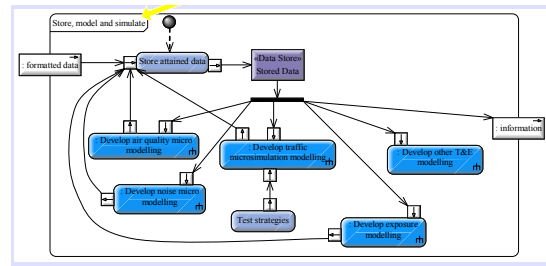 Store, model and simulate
: formatted data
Store attained data
«Data Store»
Stored Data
: information
: Develop air quality micro
modelling
: Develop traffic
microsimulation modelling
: Develop other T&E
modelling
Develop noise micro
modelling
Test strategies
: Develop exposure
modelling